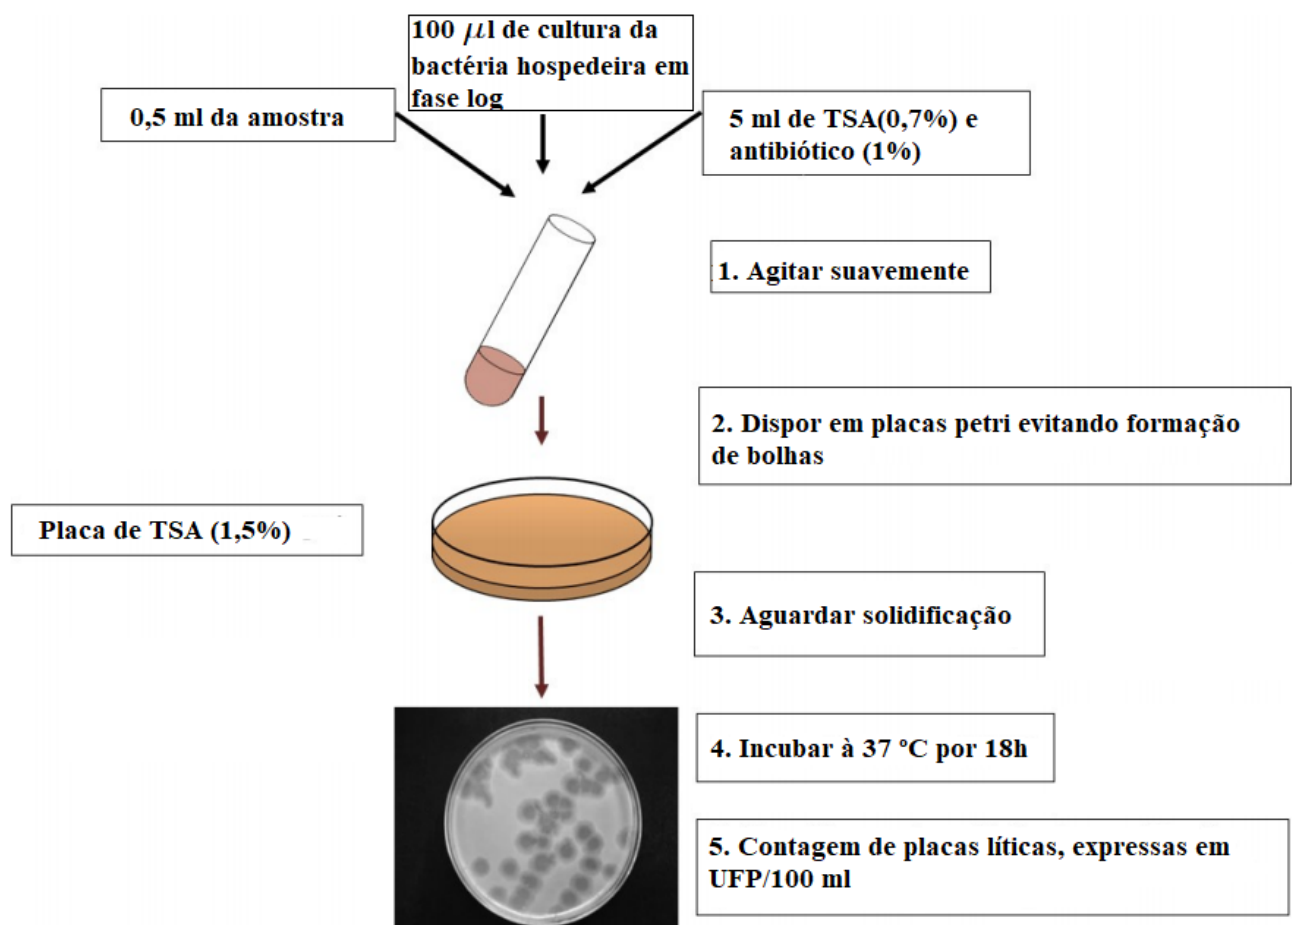 100 μl de cultura da
bactéria hospedeira em
fase log
0,5 ml da amostra
5 ml de TSA(0,7%) e
antibiótico (1%)
1. Agitar suavemente
2. Dispor em placas petri evitando formação
de bolhas
Placa de TSA (1,5%)
3. Aguardar solidificação
4. Incubar à 37 ºC por 18h
5. Contagem de placas líticas, expressas em
UFP/100 ml